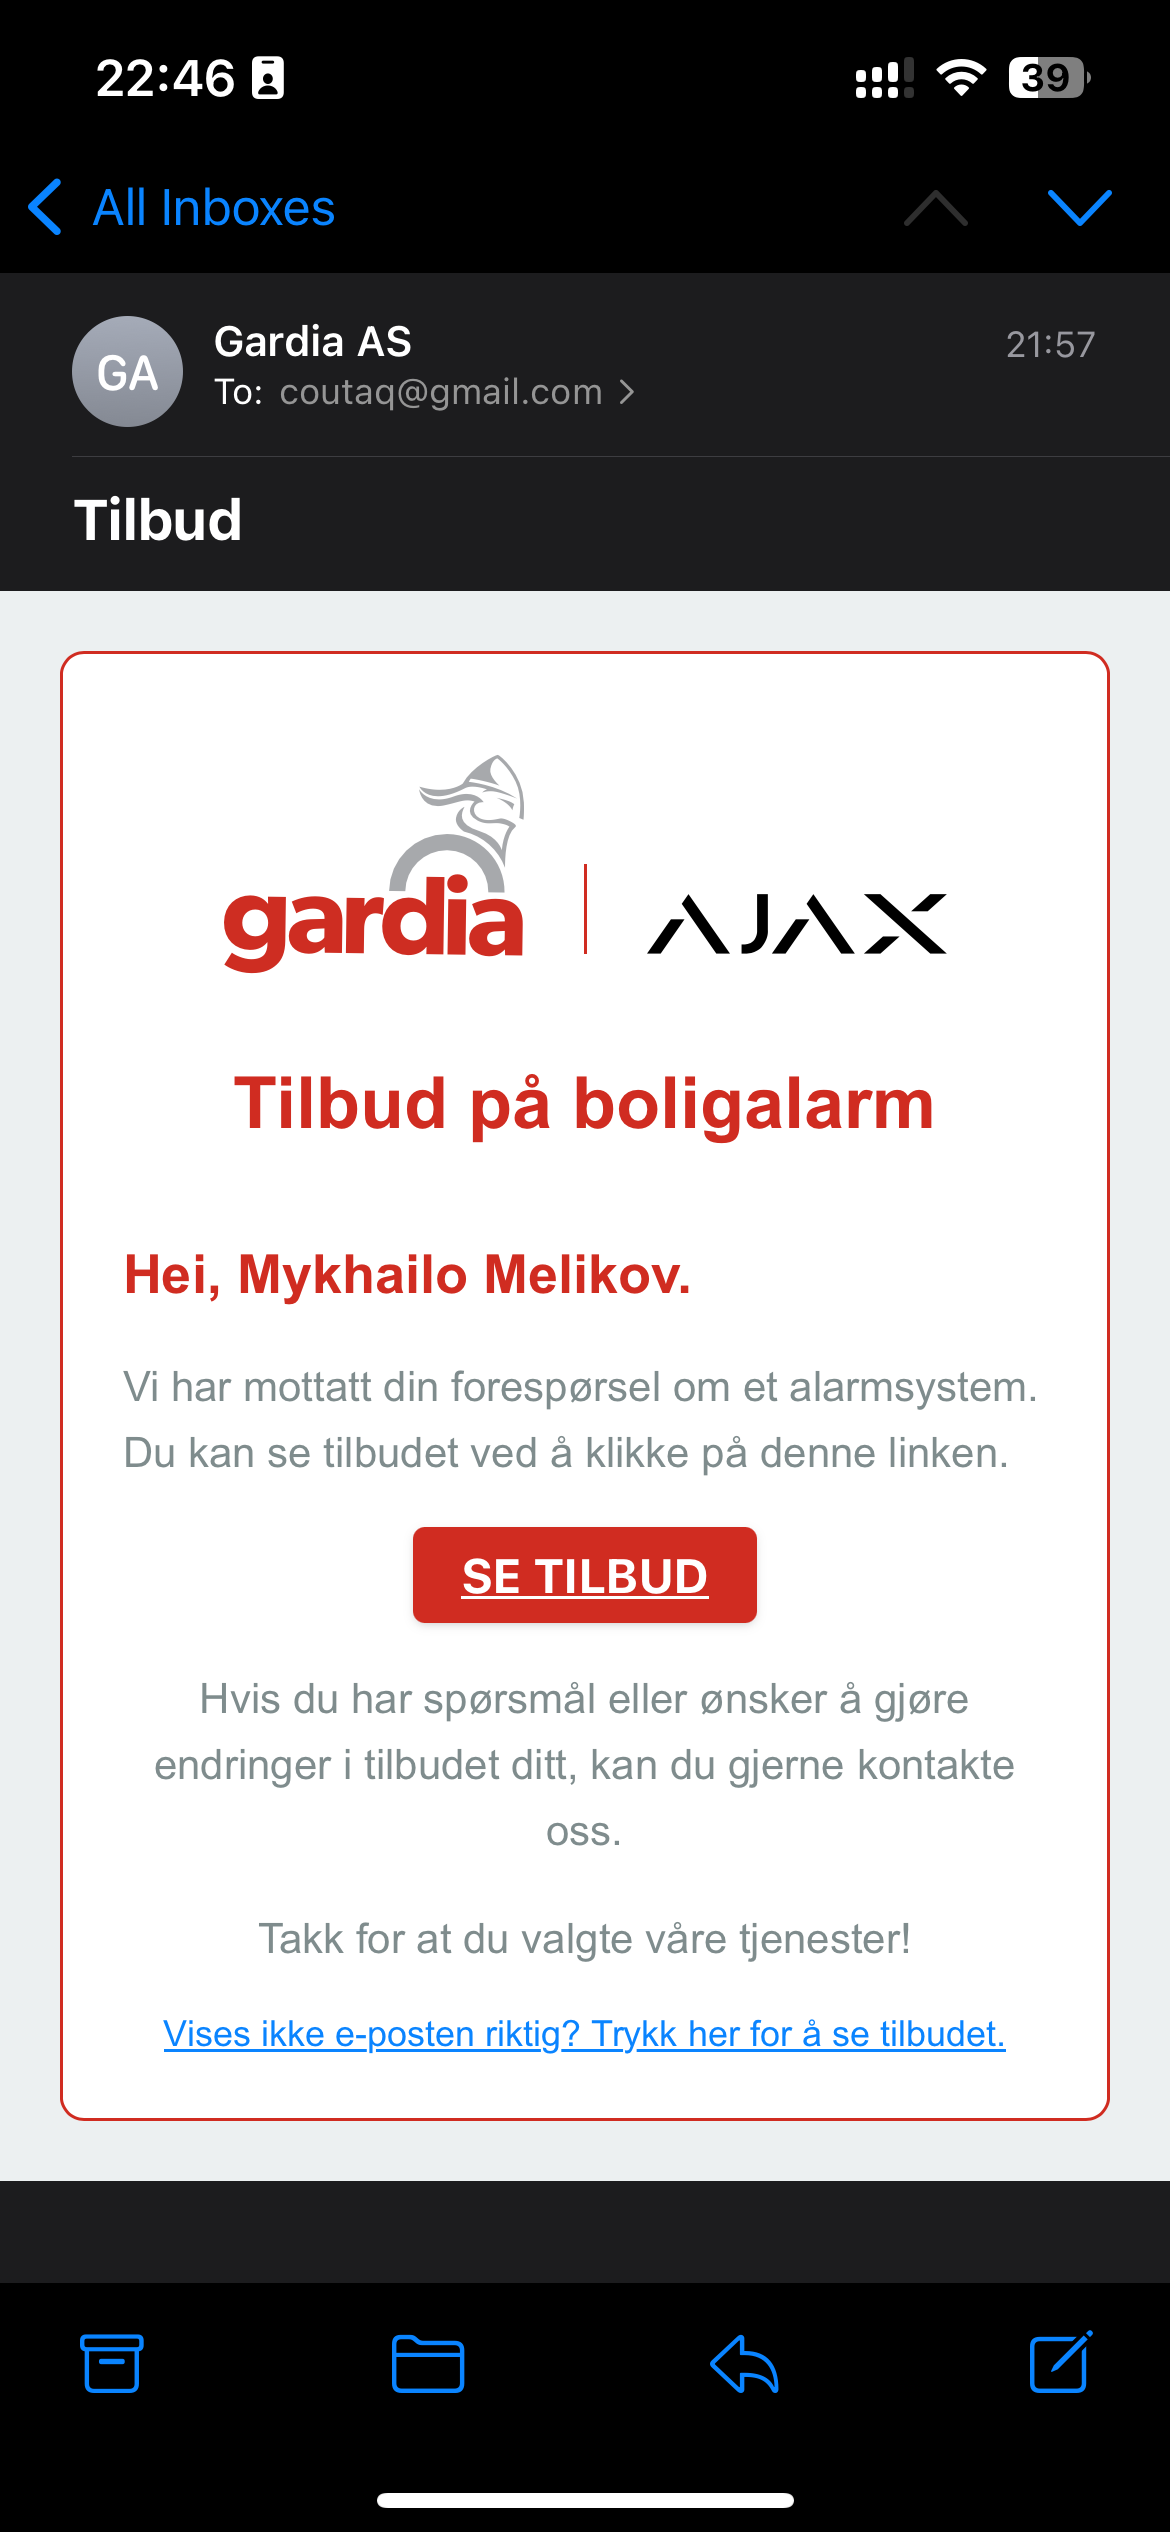 22:46
39
All Inboxes
GA
Gardia AS
21:57
To: coutaq@gmail.com
Tilbud
gardia
AJAX
Tilbud på boligalarm
Hei, Mykhailo Melikov.
Vi har mottatt din forespørsel om et alarmsystem.
Du kan se tilbudet ved å klikke på denne linken.
SE TILBUD
Hvis du har spørsmål eller ønsker å gjøre
endringer i tilbudet ditt, kan du gjerne kontakte
oss.
Takk for at du valgte våre tjenester!
Vises ikke e-posten riktig? Trykk her for å se tilbudet.